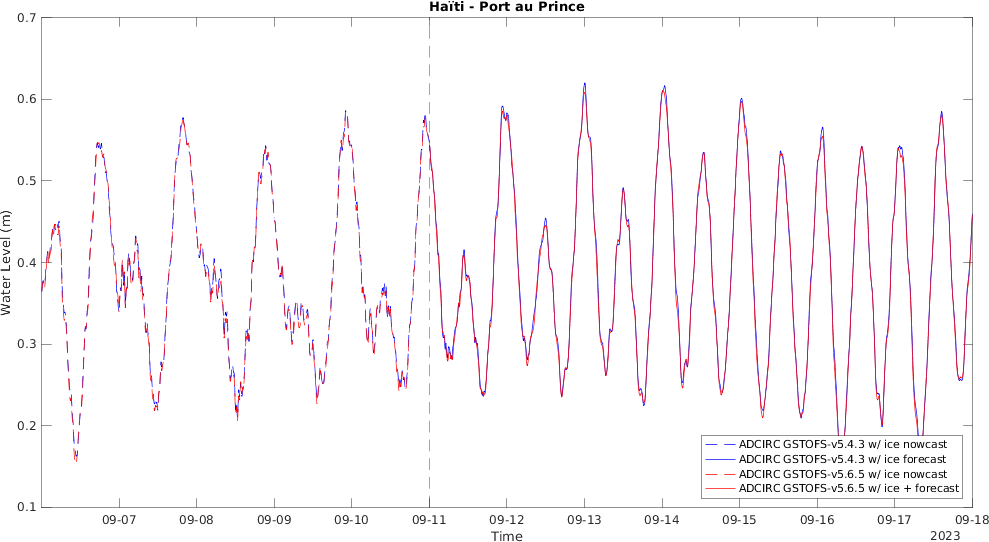 Haïti - Port au Prince
0.7
0.6
0.5
0.4
0.3
0.2
0.1
Water Level (m)
ADCIRC GSTOFS-v5.4.3 w/ ice nowcast
ADCIRC GSTOFS-v5.4.3 w/ ice forecast
ADCIRC GSTOFS-v5.6.5 w/ ice nowcast
ADCIRC GSTOFS-v5.6.5 w/ ice + forecast
09-07 09-08 09-09 09-10 09-11 09-12 09-13 09-14 09-15 09-16 09-17 09-18
Time
2023